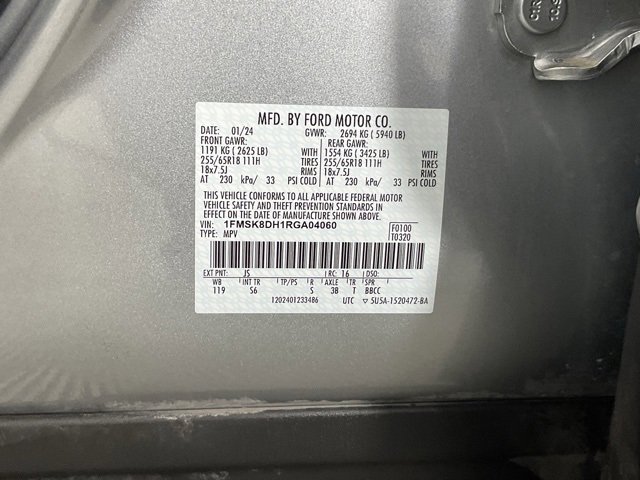 MFD. BY FORD MOTOR CO.
DATE: 01/24 GVWR: 2694 KG ( 5940 LB)
FRONT GAWR: REAR GAWR:
1191 KG ( 2625 LB) 1554 KG ( 3425 LB)
255/65R18 111H TIRES 255/65R18 111H TIRES
18x7.5J RIMS 18x7.5J RIMS
AT 230 kPa/ 33 PSI COLD AT 230 kPa/ 33 PSI COLD
THIS VEHICLE CONFORMS TO ALL APPLICABLE FEDERAL MOTOR
VEHICLE SAFETY AND THEFT PREVENTION STANDARDS IN
EFFECT ON THE DATE OF MANUFACTURE SHOWN ABOVE.
VIN: 1FMSK8DH1RGA04060 F0100
TYPE: MPV T0320
EXT PNT: JS RC: 16 DSO:
WB INT TR TP/PS R AXLE TR SPR
119 S6 S 3B T BBCC
1202401233486 UTC ▽ 5U5A-1520472-BA